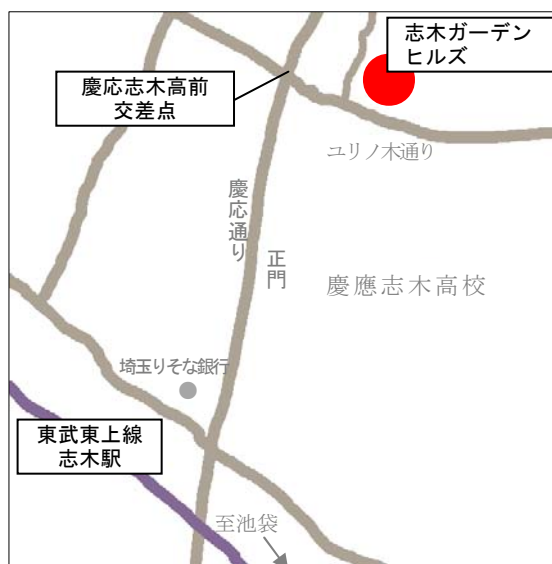 志木ガーデン
ヒルズ
慶応志木高前
交差点
ユリノ木通り
慶応通り
正門
慶應志木高校
埼玉りそな銀行
東武東上線
志木駅
至池袋